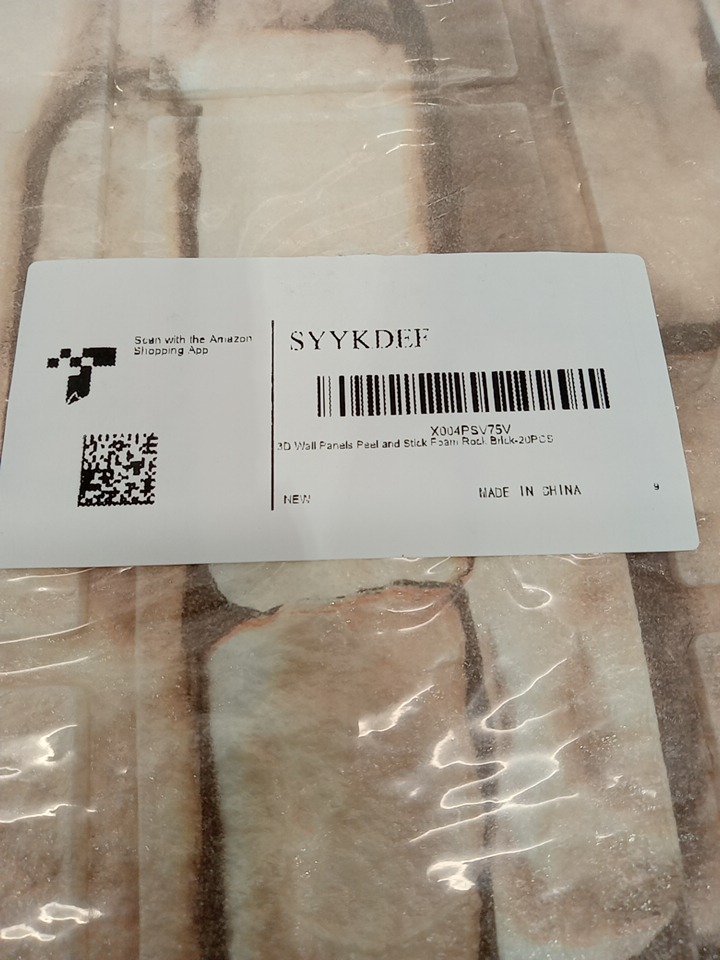 Scan with the Amazon
Shopping App
SYYKDEF
X004PSV75V
3D Wall Panels Peel and Stick Foam Rock Brick-20PCS
NEW
MADE IN CHINA
9